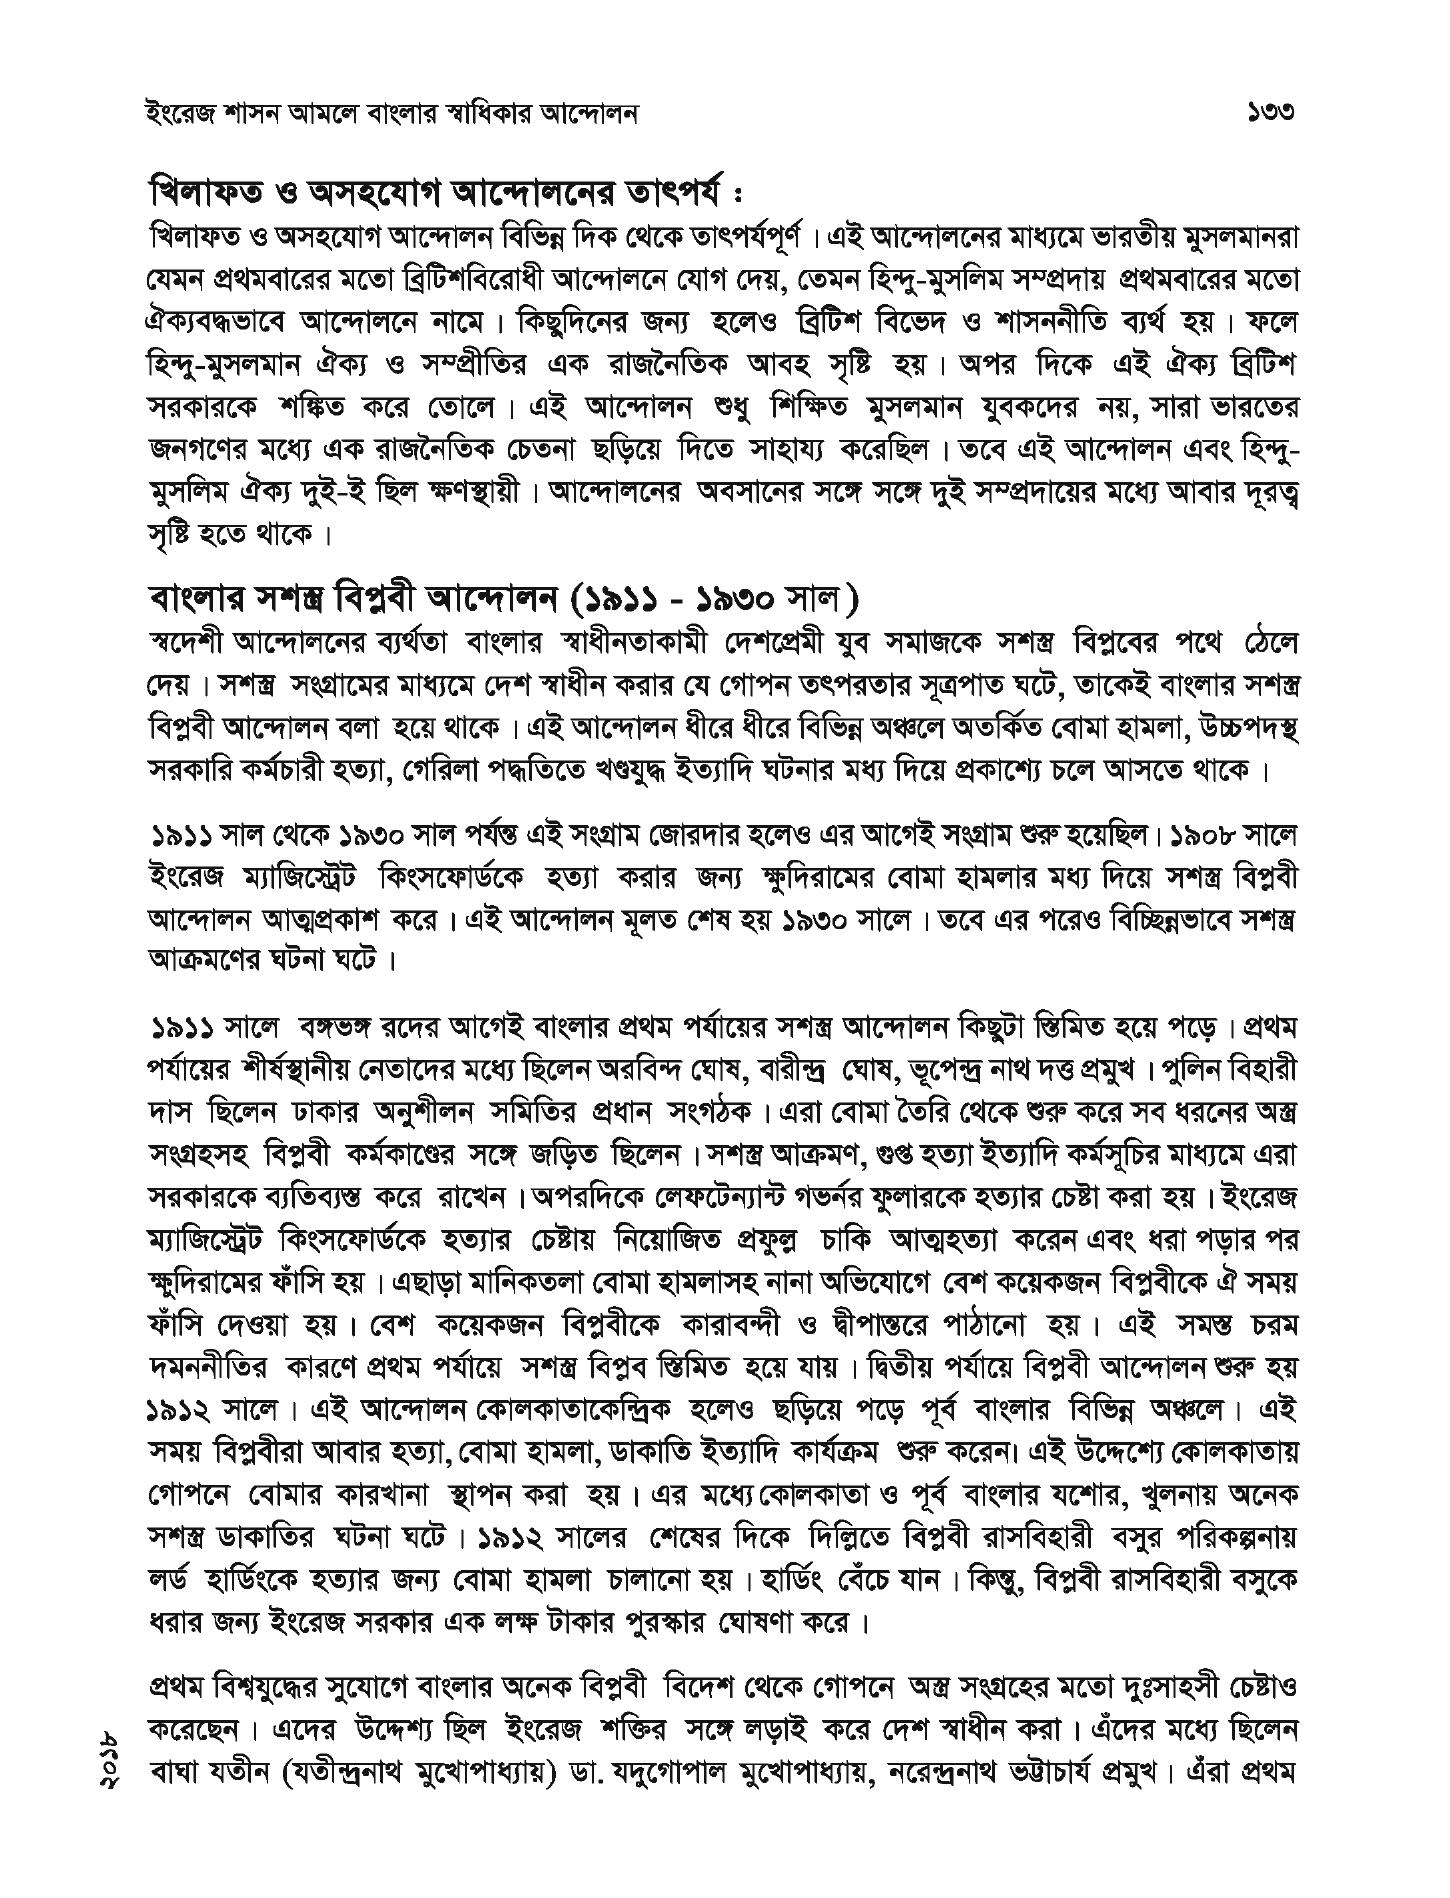 ইংরেজ শাসন আমলে বাংলার স্বাধিকার আন্দোলন ১৩৩
খিলাফত ও অসহযোগ আন্দোলনের তাৎপর্য :
খিলাফত ও অসহযোগ আন্দোলন বিভিন্ন দিক থেকে তাৎপর্যপূর্ণ । এই আন্দোলনের মাধ্যমে ভারতীয় মুসলমানরা
যেমন প্রথমবারের মতো ব্রিটিশবিরোধী আন্দোলনে যোগ দেয়, তেমন হিন্দু-মুসলিম সম্প্রদায় প্রথমবারের মতো
ঐক্যবদ্ধভাবে আন্দোলনে নামে । কিছুদিনের জন্য হলেও ব্রিটিশ বিভেদ ও শাসননীতি ব্যর্থ হয় । ফলে
হিন্দু-মুসলমান ঐক্য ও সম্প্রীতির এক রাজনৈতিক আবহ সৃষ্টি হয় । অপর দিকে এই ঐক্য ব্রিটিশ
সরকারকে শঙ্কিত করে তোলে । এই আন্দোলন শুধু শিক্ষিত মুসলমান যুবকদের নয়, সারা ভারতের
জনগণের মধ্যে এক রাজনৈতিক চেতনা ছড়িয়ে দিতে সাহায্য করেছিল । তবে এই আন্দোলন এবং হিন্দু-
মুসলিম ঐক্য দুই-ই ছিল ক্ষণস্থায়ী । আন্দোলনের অবসানের সঙ্গে সঙ্গে দুই সম্প্রদায়ের মধ্যে আবার দূরত্ব
সৃষ্টি হতে থাকে ।
বাংলার সশস্ত্র বিপ্লবী আন্দোলন (১৯১১ - ১৯৩০ সাল)
স্বদেশী আন্দোলনের ব্যর্থতা বাংলার স্বাধীনতাকামী দেশপ্রেমী যুব সমাজকে সশস্ত্র বিপ্লবের পথে ঠেলে
দেয় । সশস্ত্র সংগ্রামের মাধ্যমে দেশ স্বাধীন করার যে গোপন তৎপরতার সূত্রপাত ঘটে, তাকেই বাংলার সশস্ত্র
বিপ্লবী আন্দোলন বলা হয়ে থাকে । এই আন্দোলন ধীরে ধীরে বিভিন্ন অঞ্চলে অতর্কিত বোমা হামলা, উচ্চপদস্থ
সরকারি কর্মচারী হত্যা, গেরিলা পদ্ধতিতে খণ্ডযুদ্ধ ইত্যাদি ঘটনার মধ্য দিয়ে প্রকাশ্যে চলে আসতে থাকে ।
১৯১১ সাল থেকে ১৯৩০ সাল পর্যন্ত এই সংগ্রাম জোরদার হলেও এর আগেই সংগ্রাম শুরু হয়েছিল। ১৯০৮ সালে
ইংরেজ ম্যাজিস্ট্রেট কিংসফোর্ডকে হত্যা করার জন্য ক্ষুদিরামের বোমা হামলার মধ্য দিয়ে সশস্ত্র বিপ্লবী
আন্দোলন আত্মপ্রকাশ করে । এই আন্দোলন মূলত শেষ হয় ১৯৩০ সালে । তবে এর পরেও বিচ্ছিন্নভাবে সশস্ত্র
আক্রমণের ঘটনা ঘটে ।
১৯১১ সালে বঙ্গভঙ্গ রদের আগেই বাংলার প্রথম পর্যায়ের সশস্ত্র আন্দোলন কিছুটা স্তিমিত হয়ে পড়ে । প্রথম
পর্যায়ের শীর্ষস্থানীয় নেতাদের মধ্যে ছিলেন অরবিন্দ ঘোষ, বারীন্দ্র ঘোষ, ভূপেন্দ্র নাথ দত্ত প্রমুখ । পুলিন বিহারী
দাস ছিলেন ঢাকার অনুশীলন সমিতির প্রধান সংগঠক । এরা বোমা তৈরি থেকে শুরু করে সব ধরনের অস্ত্র
সংগ্রহসহ বিপ্লবী কর্মকাণ্ডের সঙ্গে জড়িত ছিলেন । সশস্ত্র আক্রমণ, গুপ্ত হত্যা ইত্যাদি কর্মসূচির মাধ্যমে এরা
সরকারকে ব্যতিব্যস্ত করে রাখেন । অপরদিকে লেফটেন্যান্ট গভর্নর ফুলারকে হত্যার চেষ্টা করা হয় । ইংরেজ
ম্যাজিস্ট্রেট কিংসফোর্ডকে হত্যার চেষ্টায় নিয়োজিত প্রফুল্ল চাকি আত্মহত্যা করেন এবং ধরা পড়ার পর
ক্ষুদিরামের ফাঁসি হয় । এছাড়া মানিকতলা বোমা হামলাসহ নানা অভিযোগে বেশ কয়েকজন বিপ্লবীকে ঐ সময়
ফাঁসি দেওয়া হয় । বেশ কয়েকজন বিপ্লবীকে কারাবন্দী ও দ্বীপান্তরে পাঠানো হয় । এই সমস্ত চরম
দমননীতির কারণে প্রথম পর্যায়ে সশস্ত্র বিপ্লব স্তিমিত হয়ে যায় । দ্বিতীয় পর্যায়ে বিপ্লবী আন্দোলন শুরু হয়
১৯১২ সালে । এই আন্দোলন কোলকাতাকেন্দ্রিক হলেও ছড়িয়ে পড়ে পূর্ব বাংলার বিভিন্ন অঞ্চলে । এই
সময় বিপ্লবীরা আবার হত্যা, বোমা হামলা, ডাকাতি ইত্যাদি কার্যক্রম শুরু করেন। এই উদ্দেশ্যে কোলকাতায়
গোপনে বোমার কারখানা স্থাপন করা হয় । এর মধ্যে কোলকাতা ও পূর্ব বাংলার যশোর, খুলনায় অনেক
সশস্ত্র ডাকাতির ঘটনা ঘটে । ১৯১২ সালের শেষের দিকে দিল্লিতে বিপ্লবী রাসবিহারী বসুর পরিকল্পনায়
লর্ড হার্ডিংকে হত্যার জন্য বোমা হামলা চালানো হয় । হার্ডিং বেঁচে যান । কিন্তু, বিপ্লবী রাসবিহারী বসুকে
ধরার জন্য ইংরেজ সরকার এক লক্ষ টাকার পুরস্কার ঘোষণা করে ।
প্রথম বিশ্বযুদ্ধের সুযোগে বাংলার অনেক বিপ্লবী বিদেশ থেকে গোপনে অস্ত্র সংগ্রহের মতো দুঃসাহসী চেষ্টাও
করেছেন । এদের উদ্দেশ্য ছিল ইংরেজ শক্তির সঙ্গে লড়াই করে দেশ স্বাধীন করা । এঁদের মধ্যে ছিলেন
বাঘা যতীন (যতীন্দ্রনাথ মুখোপাধ্যায়) ডা. যদুগোপাল মুখোপাধ্যায়, নরেন্দ্রনাথ ভট্টাচার্য প্রমুখ । এঁরা প্রথম
২০১৮